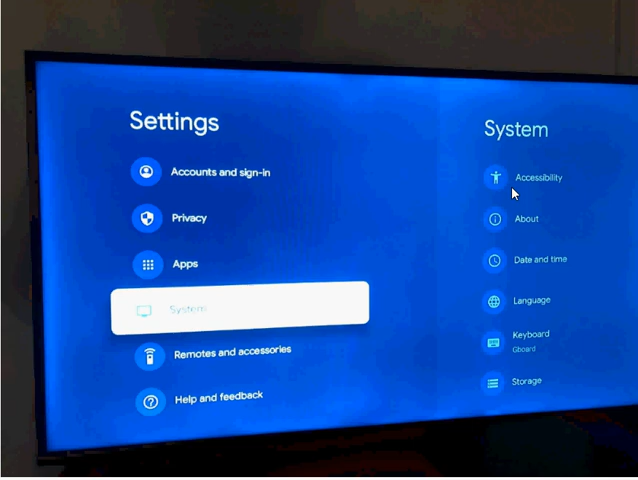 Settings
Accounts and sign-in
Privacy
Apps
System
Remotes and accessories
Help and feedback
System
Accessibility
About
Date and time
Language
Keyboard
Gboard
Storage